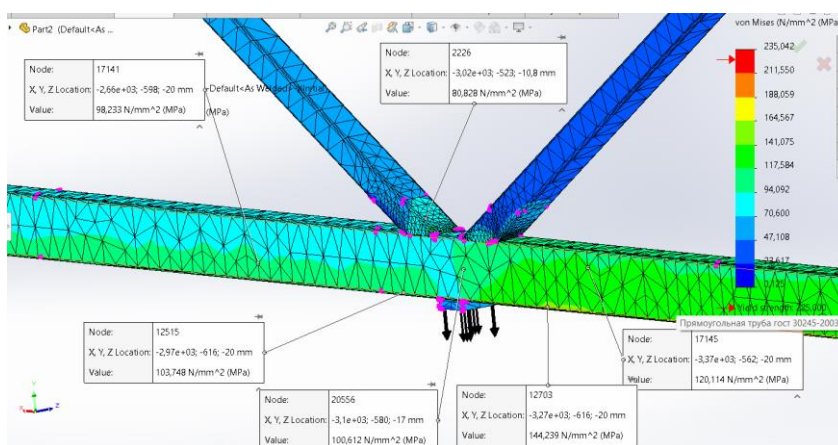 Part2 (Default<As
von Mises (N/mm^2 (MPa)
235,042
211,550
188,059
164,567
141,075
117,584
94,092
70,600
47,108
23,617
0,125
Node: 17141
X, Y, Z Location: -2,66e+03; -598; -20 mm
Value: 98,233 N/mm^2 (MPa)
Default<As Welded>
(MPa)
Node: 2226
X, Y, Z Location: -3,02e+03; -523; -10,8 mm
Value: 80,828 N/mm^2 (MPa)
Yield strength:
Прямоугольная труба гост 30245-2003
Node: 12515
X, Y, Z Location: -2,97e+03; -616; -20 mm
Value: 103,748 N/mm^2 (MPa)
Node: 17145
X, Y, Z Location: -3,37e+03; -562; -20 mm
Value: 120,114 N/mm^2 (MPa)
Node: 20556
X, Y, Z Location: -3,1e+03; -580; -17 mm
Value: 100,612 N/mm^2 (MPa)
Node: 12703
X, Y, Z Location: -3,27e+03; -616; -20 mm
Value: 144,239 N/mm^2 (MPa)